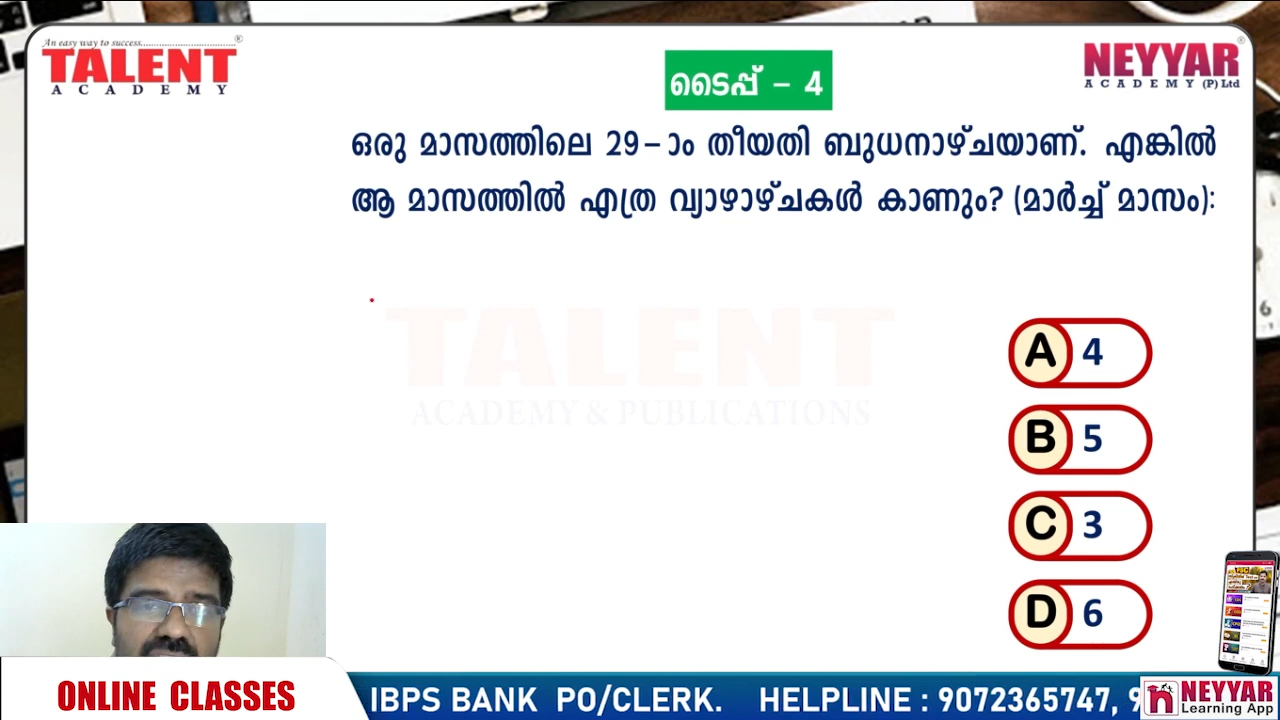 An easy way to success
TALENT
ACADEMY
NEYYAR
ACADEMY (P) Ltd
ടൈപ്പ് – 4
ഒരു മാസത്തിലെ 29–ാം തീയതി ബുധനാഴ്ചയാണ്. എങ്കിൽ
ആ മാസത്തിൽ എത്ര വ്യാഴാഴ്ചകൾ കാണും? (മാർച്ച് മാസം):
TALENT
ACADEMY & PUBLICATIONS
A 4
B 5
C 3
D 6
ONLINE CLASSES
IBPS BANK PO/CLERK. HELPLINE : 9072365747, 9
NEYYAR
Learning App